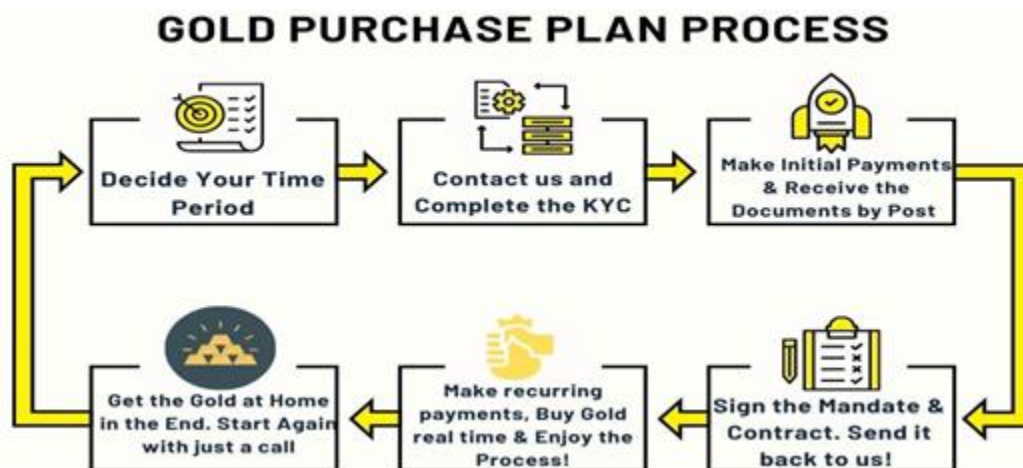 GOLD PURCHASE PLAN PROCESS
Decide Your Time
Period
Contact us and
Complete the KYC
Make Initial Payments
& Receive the
Documents by Post
Get the Gold at Home
in the End. Start Again
with just a call
Make recurring
payments, Buy Gold
real time & Enjoy the
Process!
Sign the Mandate &
Contract. Send it
back to us!